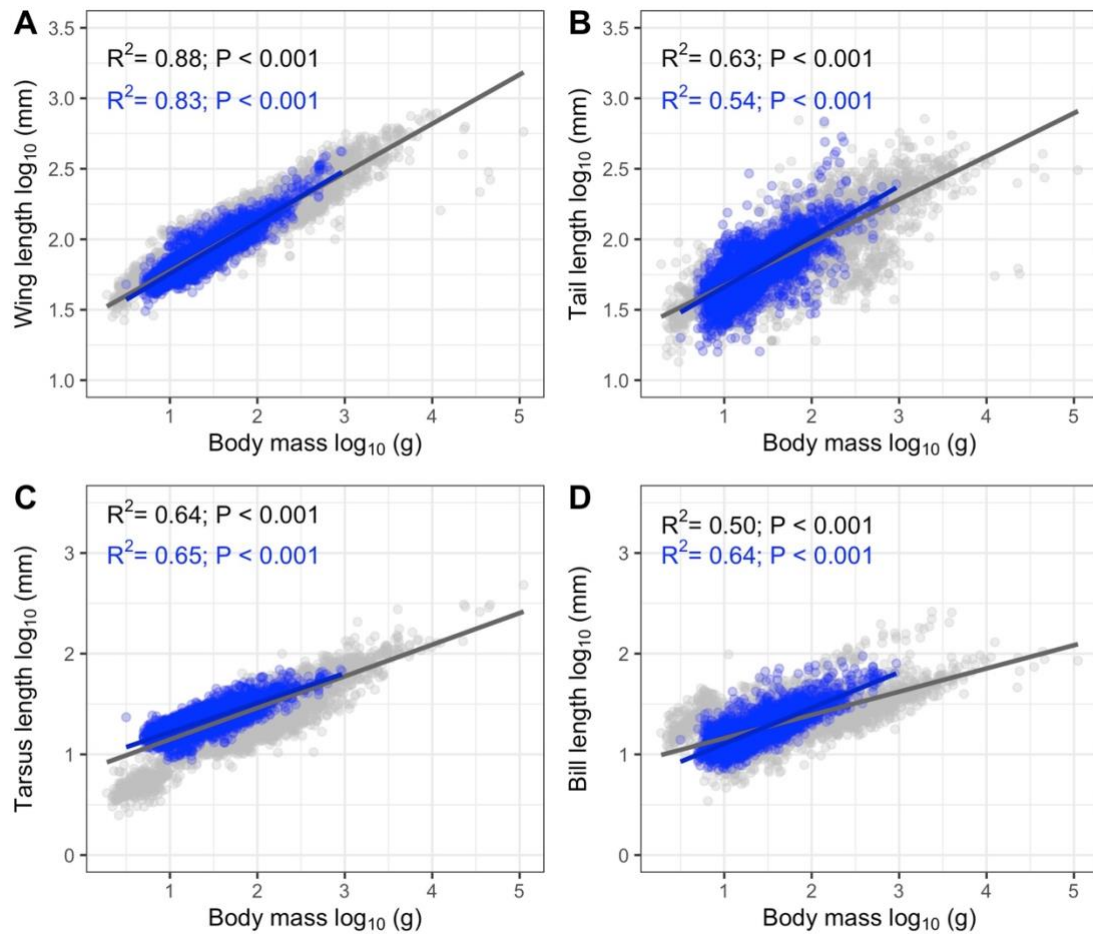 A
R²= 0.88; P < 0.001
R²= 0.83; P < 0.001
Wing length log₁₀ (mm)
3.5
3.0
2.5
2.0
1.5
1.0
1 2 3 4 5
Body mass log₁₀ (g)
B
R²= 0.63; P < 0.001
R²= 0.54; P < 0.001
Tail length log₁₀ (mm)
3.5
3.0
2.5
2.0
1.5
1.0
1 2 3 4 5
Body mass log₁₀ (g)
C
R²= 0.64; P < 0.001
R²= 0.65; P < 0.001
Tarsus length log₁₀ (mm)
3
2
1
0
1 2 3 4 5
Body mass log₁₀ (g)
D
R²= 0.50; P < 0.001
R²= 0.64; P < 0.001
Bill length log₁₀ (mm)
3
2
1
0
1 2 3 4 5
Body mass log₁₀ (g)